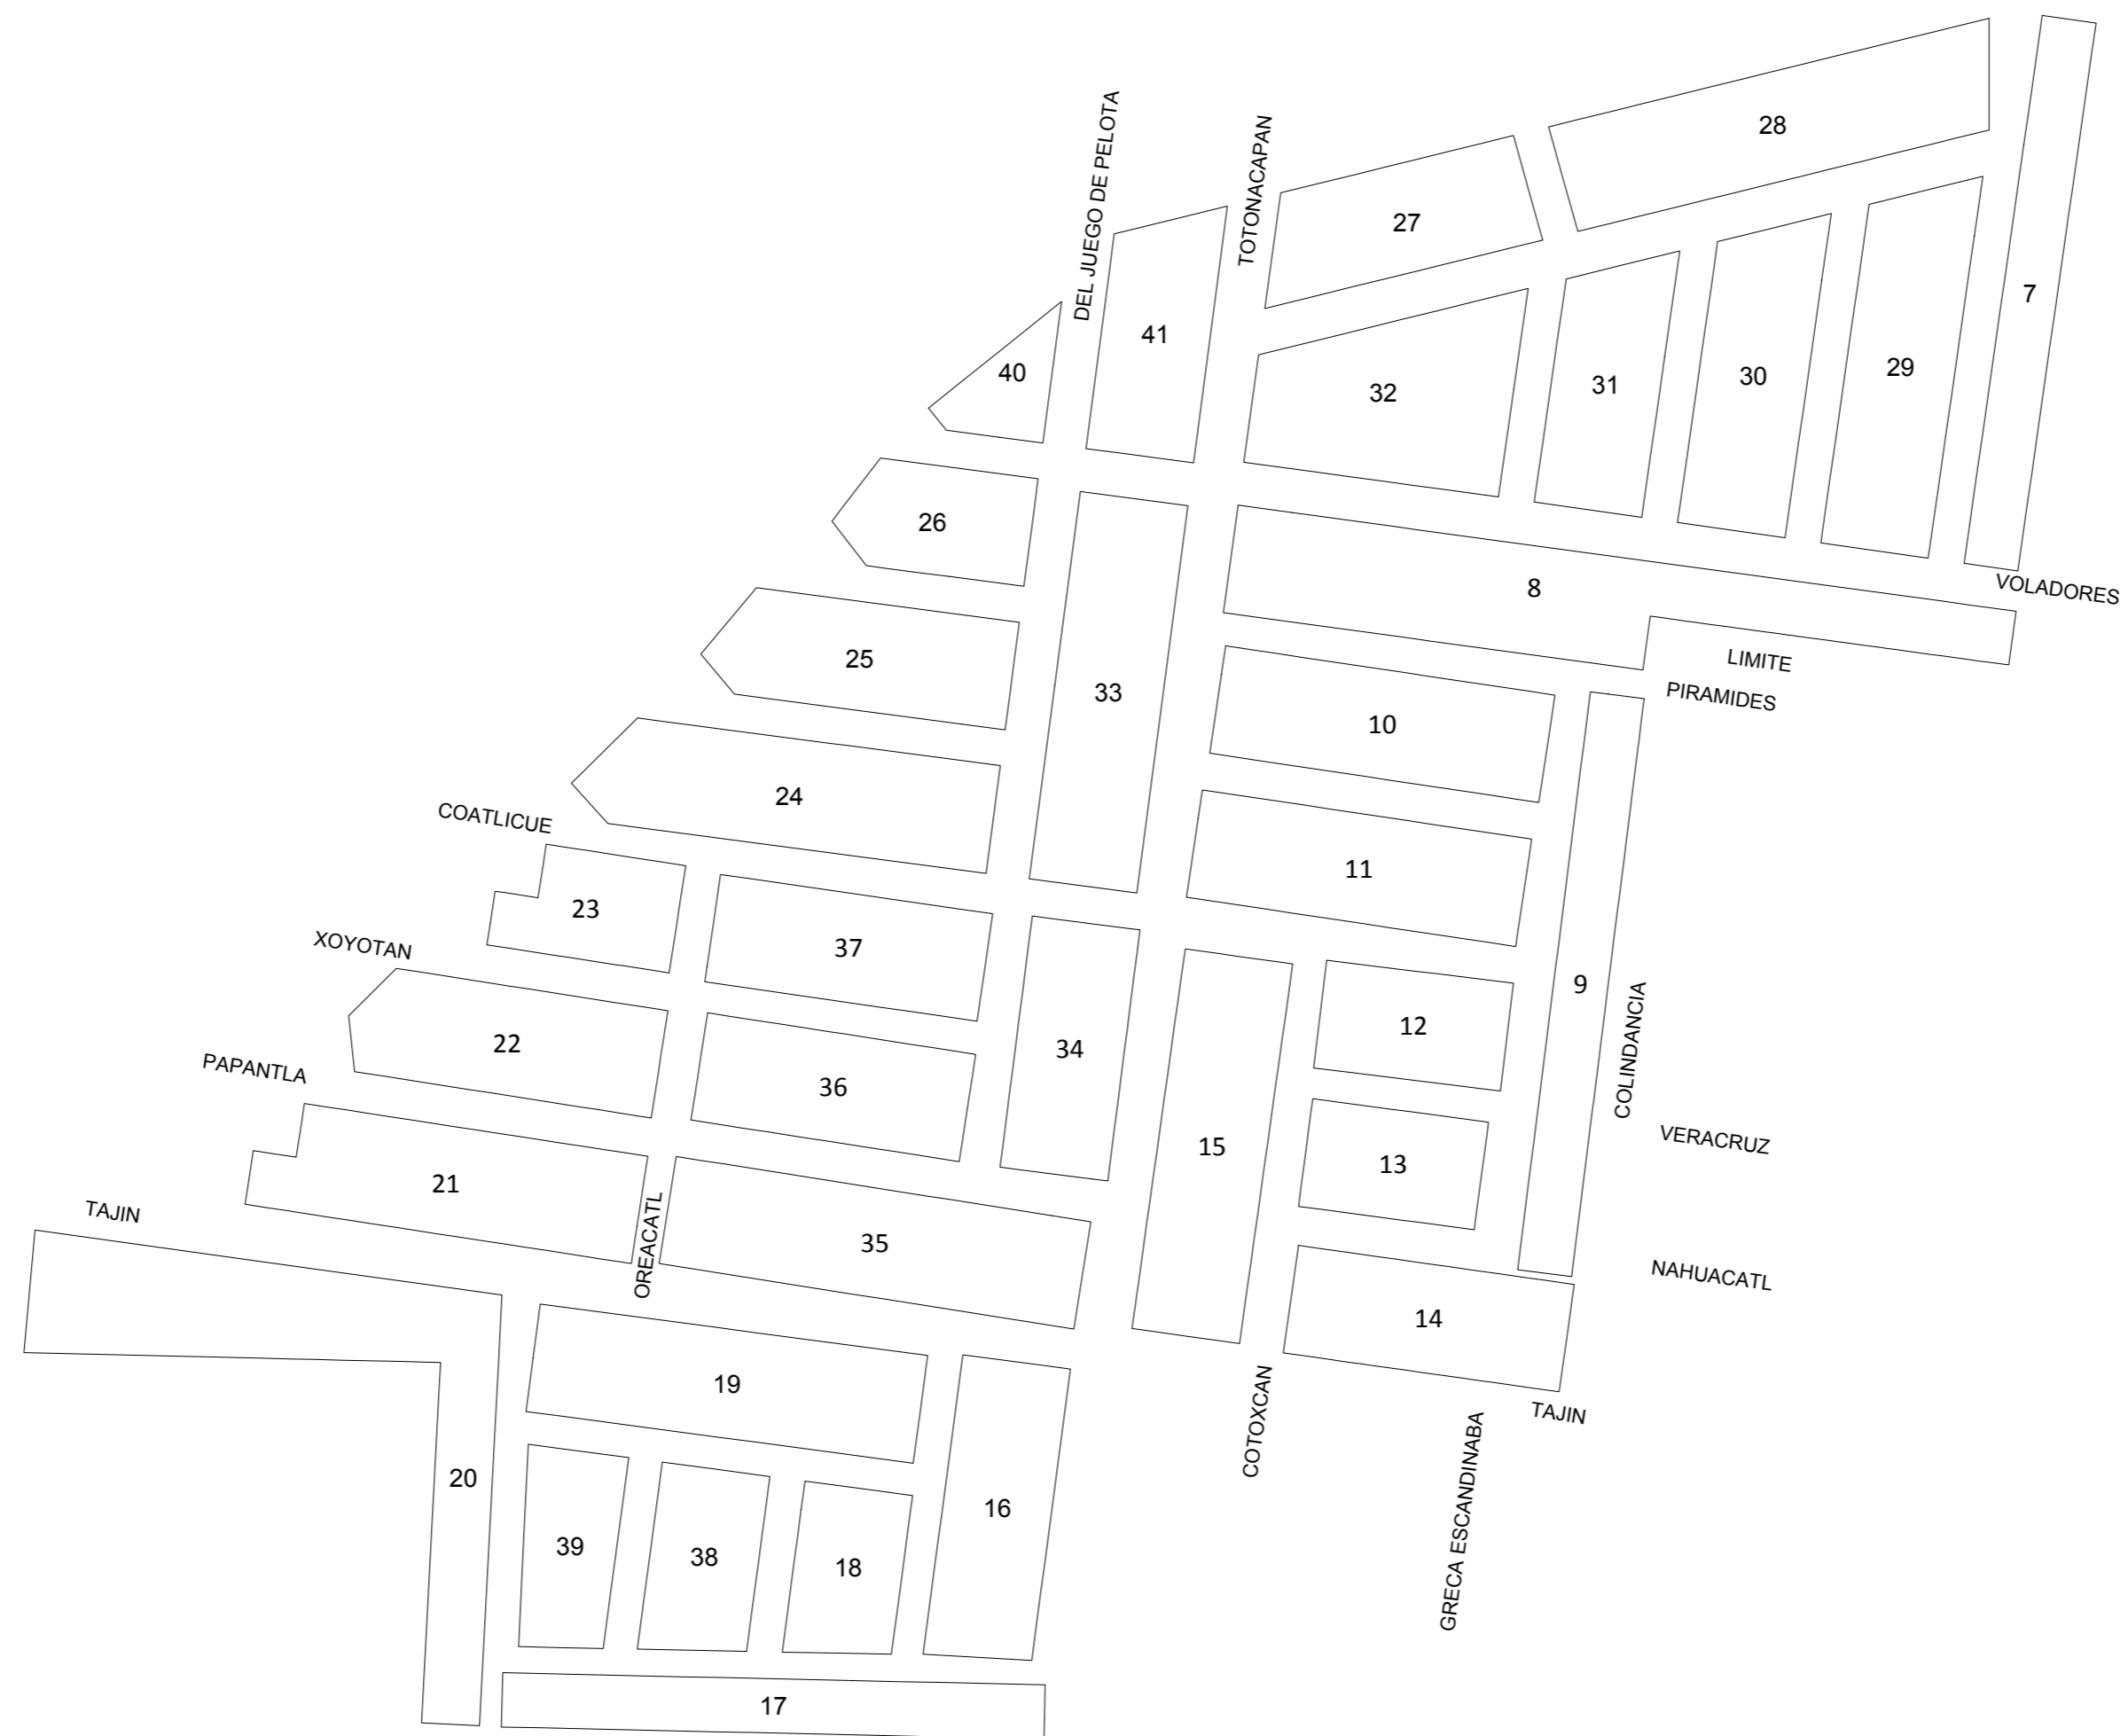 28
DEL JUEGO DE PELOTA
TOTONACAPAN
27
7
41
40
32
31
30
29
26
8
VOLADORES
25
LIMITE
33
PIRAMIDES
10
24
COATLICUE
11
23
XOYOTAN
37
9
COLINDANCIA
12
22
34
PAPANTLA
36
VERACRUZ
15
13
21
TAJIN
OREACATL
35
NAHUACATL
14
19
COTOXCAN
TAJIN
GRECA ESCANDINABA
20
16
39
38
18
17